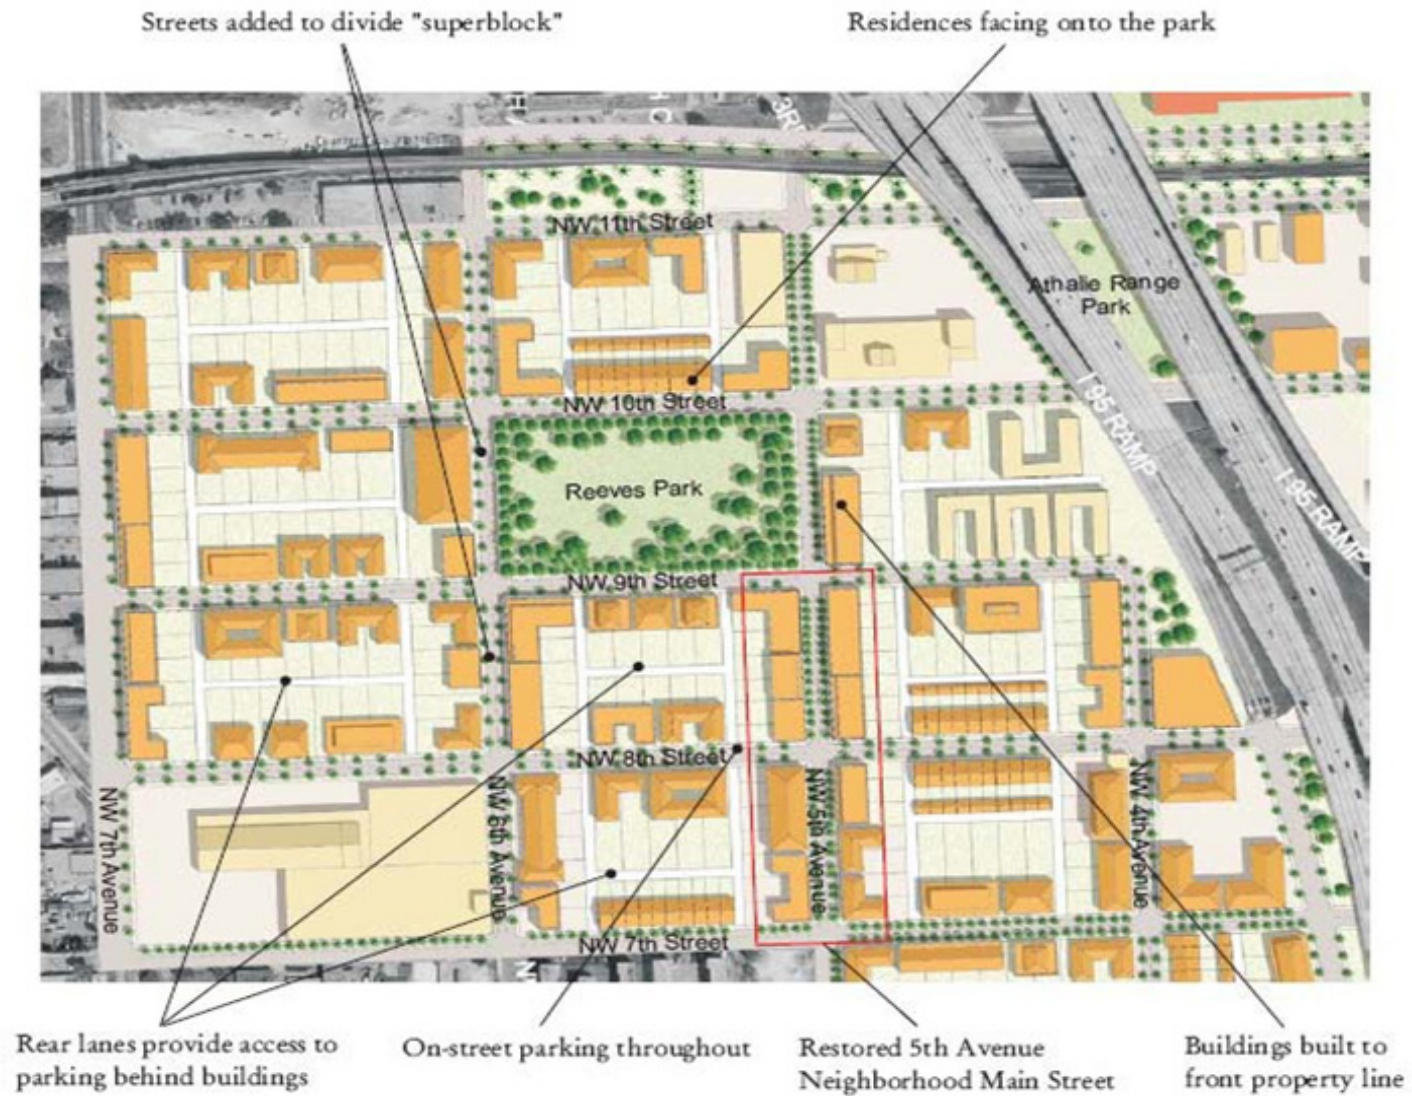 Streets added to divide "superblock"
Residences facing onto the park
3R
NW 11th Street
Athalie Range
Park
I 95 RAMP
NW 10th Street
I 95 RAMP
Reeves Park
NW 9th Street
NW 8th Street
NW 7th Avenue
NW 6th Avenue
NW 5th Avenue
NW 4th Avenue
NW 7th Street
N
Rear lanes provide access to
parking behind buildings
On-street parking throughout
Restored 5th Avenue
Neighborhood Main Street
Buildings built to
front property line